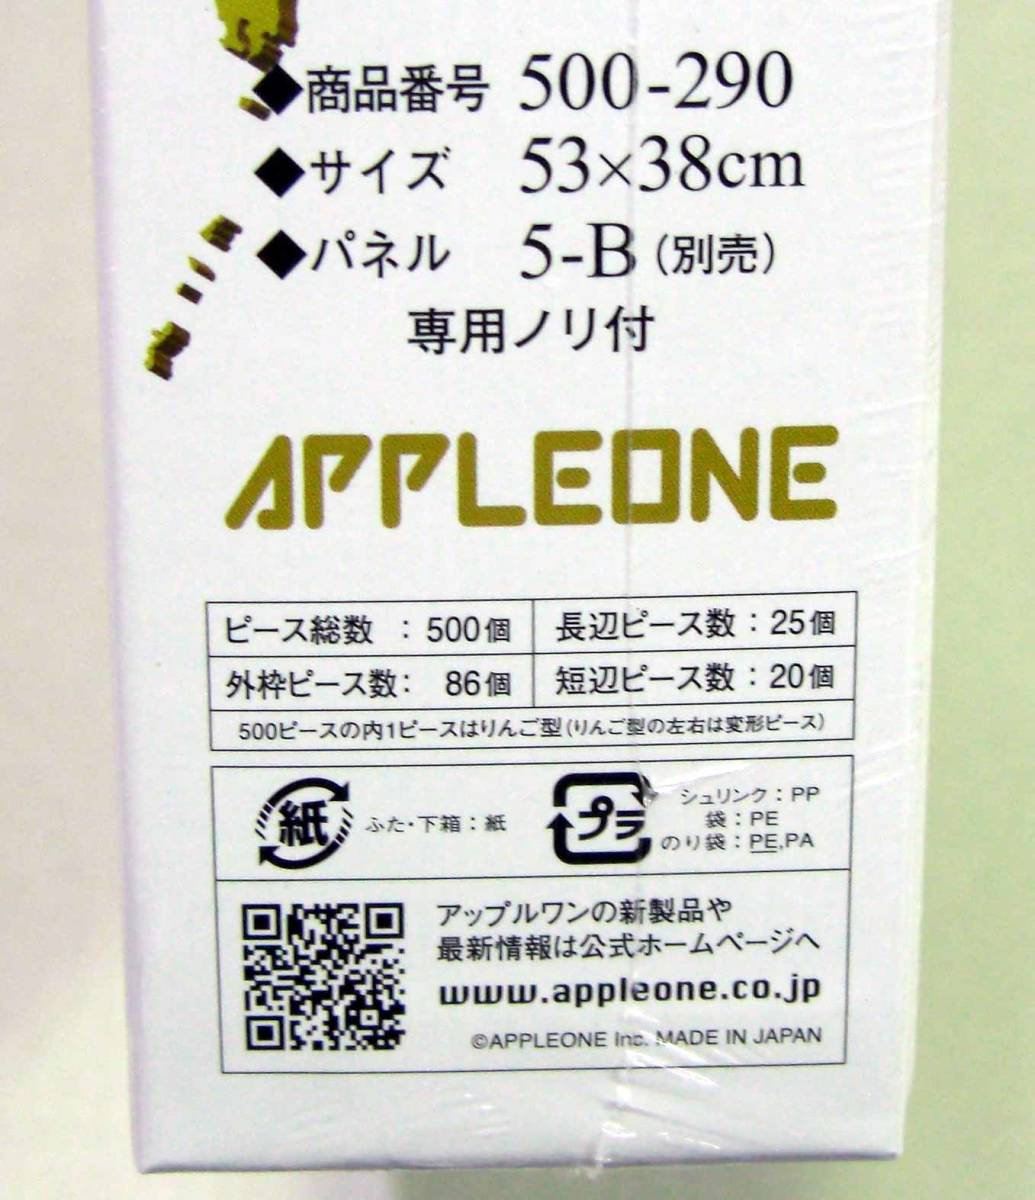 ◆商品番号 500-290
◆サイズ 53×38cm
◆パネル 5-B（別売）
専用ノリ付
APPLEONE
ピース総数 ：500個 長辺ピース数：25個
外枠ピース数： 86個 短辺ピース数：20個
500ピースの内1ピースはりんご型（りんご型の左右は変形ピース）
紙 ふた・下箱：紙
プラ シュリンク：PP
袋：PE
のり袋：PE,PA
アップルワンの新製品や
最新情報は公式ホームページへ
www.appleone.co.jp
©APPLEONE Inc. MADE IN JAPAN